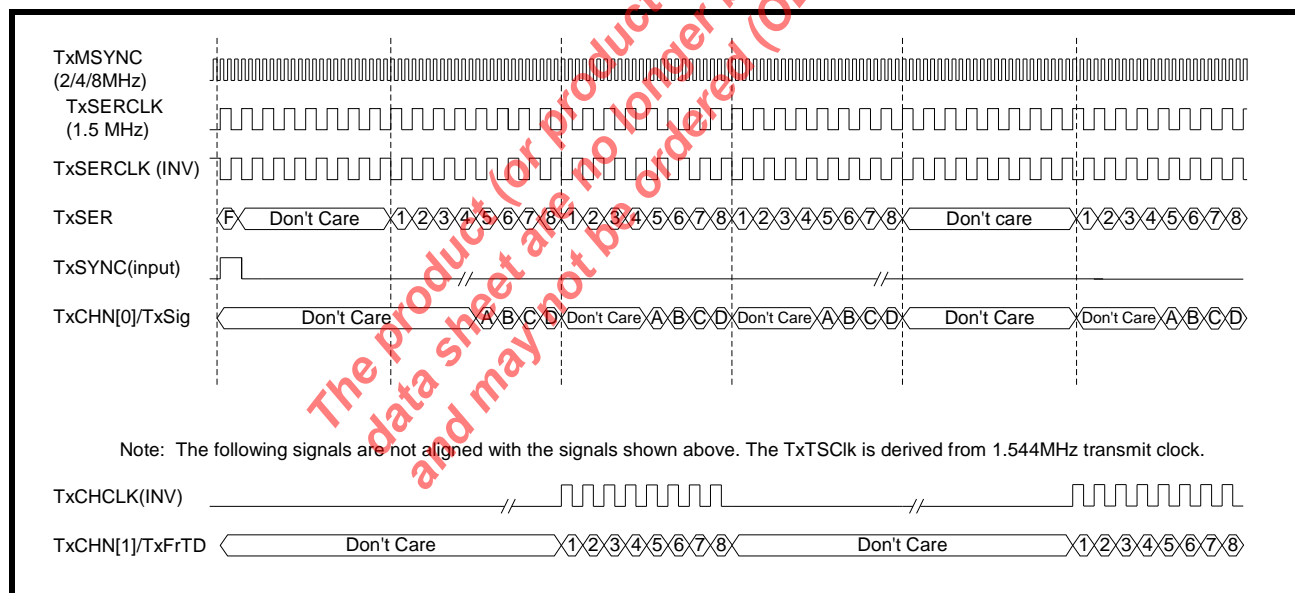 TxMSYNC
(2/4/8MHz)
TxSERCLK
(1.5 MHz)
TxSERCLK (INV)
TxSER
F Don't Care 1 2 3 4 5 6 7 8 1 2 3 4 5 6 7 8 1 2 3 4 5 6 7 8 Don't care 1 2 3 4 5 6 7 8
TxSYNC(input)
TxCHN[0]/TxSig
Don't Care A B C D Don't Care A B C D Don't Care A B C D Don't Care Don't Care A B C D
Note: The following signals are not aligned with the signals shown above. The TxTSClk is derived from 1.544MHz transmit clock.
TxCHCLK(INV)
TxCHN[1]/TxFrTD
Don't Care 1 2 3 4 5 6 7 8 Don't Care 1 2 3 4 5 6 7 8
The product (or product
data sheet are no longer
and may not be ordered (O